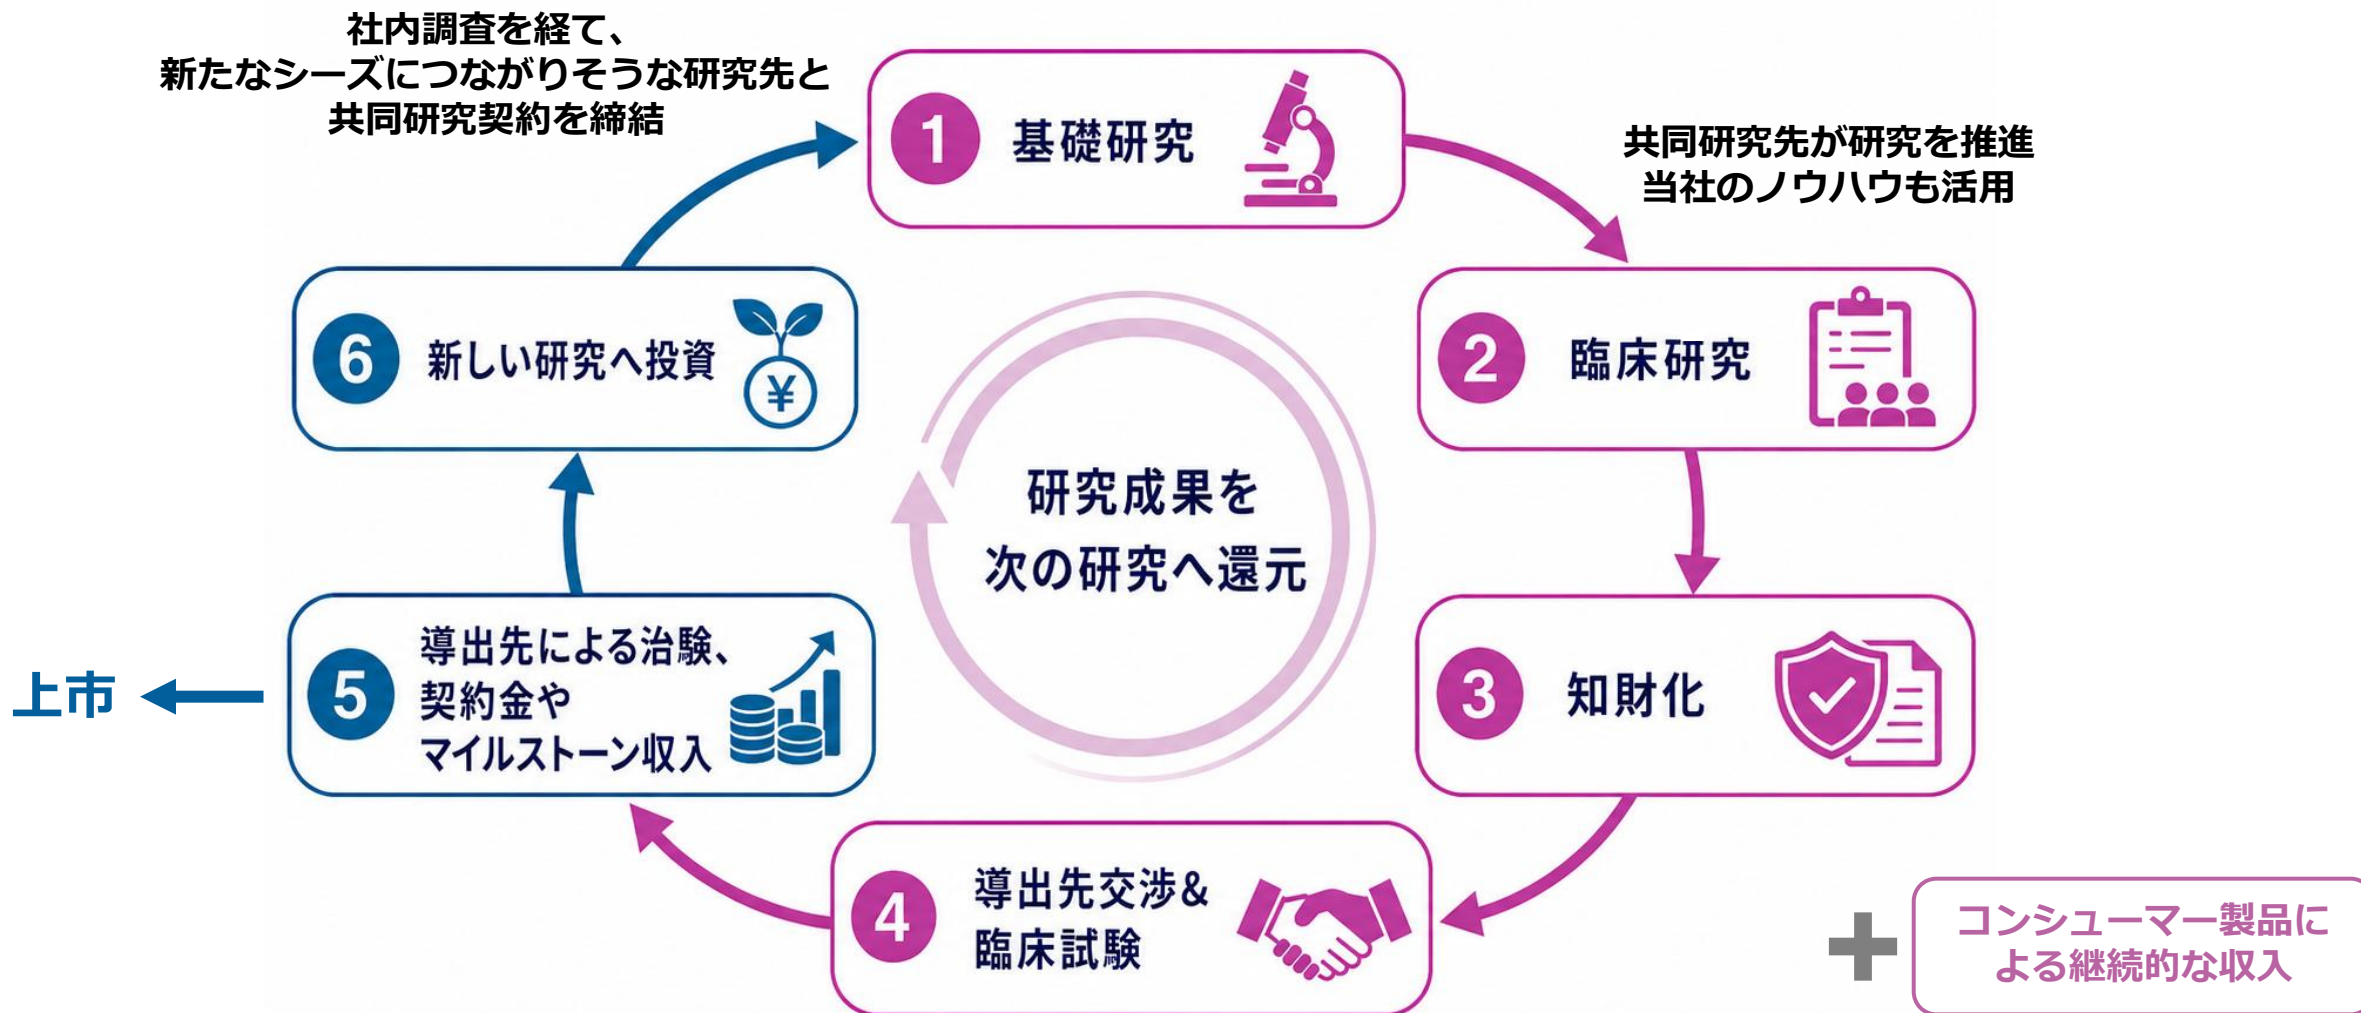 社内調査を経て、
新たなシーズにつながりそうな研究先と
共同研究契約を締結
1 基礎研究
共同研究先が研究を推進
当社のノウハウも活用
2 臨床研究
3 知財化
4 導出先交渉&
臨床試験
5 導出先による治験、
契約金や
マイルストーン収入
上市
6 新しい研究へ投資
¥
研究成果を
次の研究へ還元
+
コンシューマー製品に
よる継続的な収入